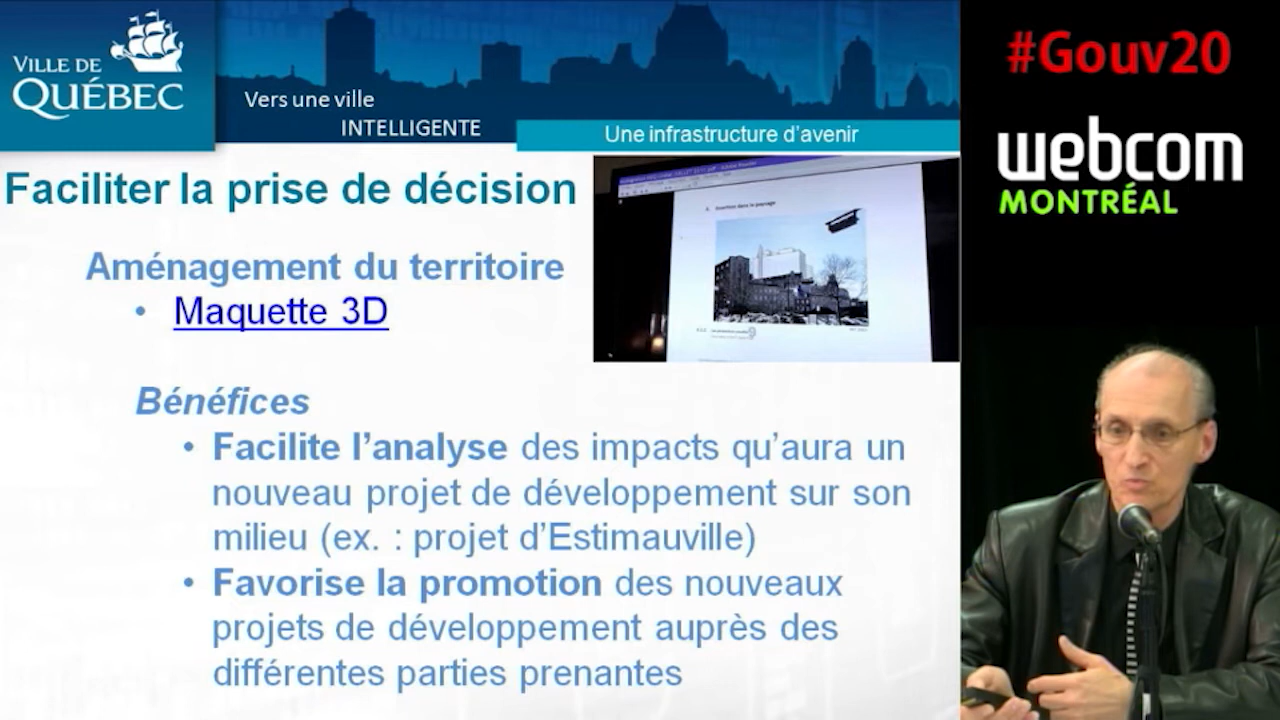 VILLE DE
QUÉBEC
Vers une ville
INTELLIGENTE
Une infrastructure d'avenir
#Gouv20
webcom
MONTRÉAL
Faciliter la prise de décision
Aménagement du territoire
• Maquette 3D
Bénéfices
• Facilite l'analyse des impacts qu'aura un
nouveau projet de développement sur son
milieu (ex. : projet d'Estimauville)
• Favorise la promotion des nouveaux
projets de développement auprès des
différentes parties prenantes